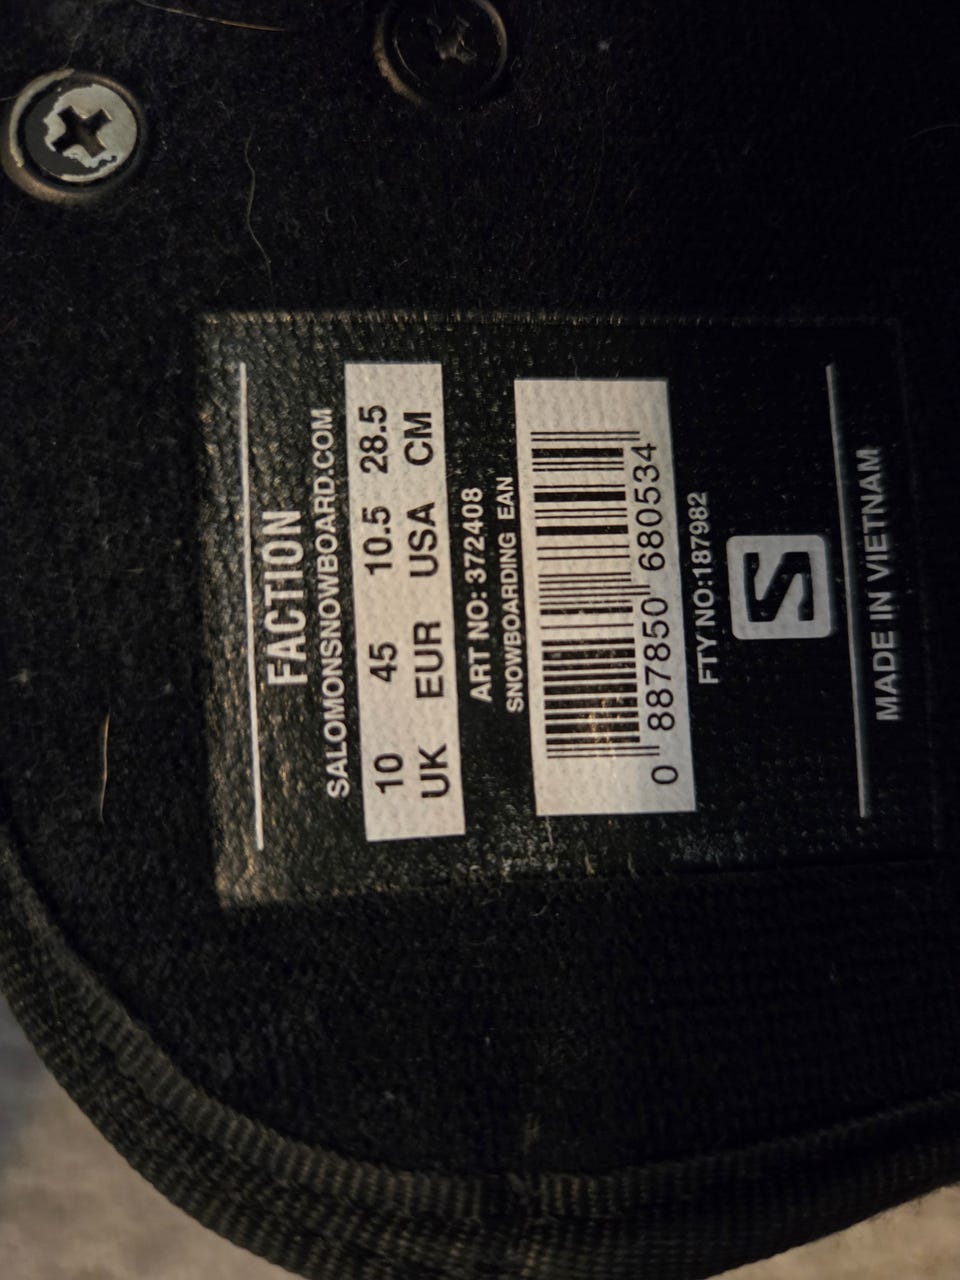 FACTION
SALOMONSNOWBOARD.COM
10 45 10.5 28.5
UK EUR USA CM
ART NO: 372408
SNOWBOARDING EAN
0 887850 680534
FTY NO:187982
S
MADE IN VIETNAM